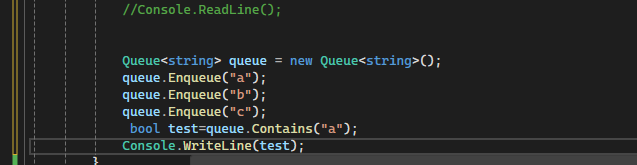 //Console.ReadLine();
Queue<string> queue = new Queue<string>();
queue.Enqueue("a");
queue.Enqueue("b");
queue.Enqueue("c");
bool test=queue.Contains("a");
Console.WriteLine(test);
}